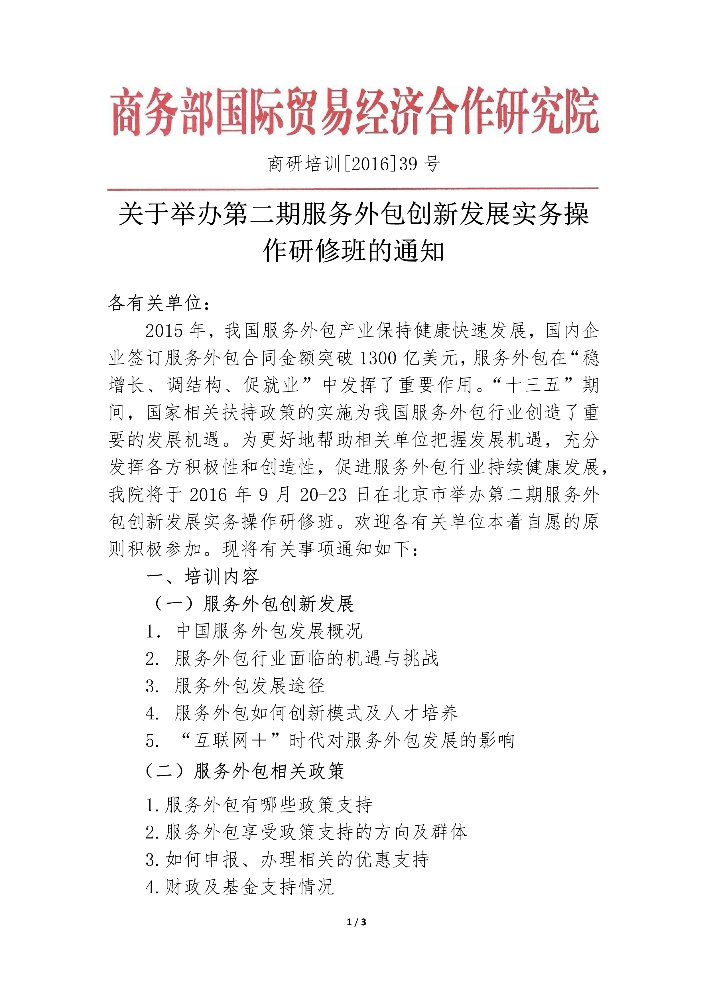 商务部国际贸易经济合作研究院
商研培训[2016]39 号
关于举办第二期服务外包创新发展实务操
作研修班的通知
各有关单位：
2015 年，我国服务外包产业保持健康快速发展，国内企
业签订服务外包合同金额突破 1300 亿美元，服务外包在“稳
增长、调结构、促就业”中发挥了重要作用。“十三五”期
间，国家相关扶持政策的实施为我国服务外包行业创造了重
要的发展机遇。为更好地帮助相关单位把握发展机遇，充分
发挥各方积极性和创造性，促进服务外包行业持续健康发展，
我院将于 2016 年 9 月 20-23 日在北京市举办第二期服务外
包创新发展实务操作研修班。欢迎各有关单位本着自愿的原
则积极参加。现将有关事项通知如下：
一、培训内容
（一）服务外包创新发展
1. 中国服务外包发展概况
2. 服务外包行业面临的机遇与挑战
3. 服务外包发展途径
4. 服务外包如何创新模式及人才培养
5. “互联网＋”时代对服务外包发展的影响
（二）服务外包相关政策
1.服务外包有哪些政策支持
2.服务外包享受政策支持的方向及群体
3.如何申报、办理相关的优惠支持
4.财政及基金支持情况
1 / 3